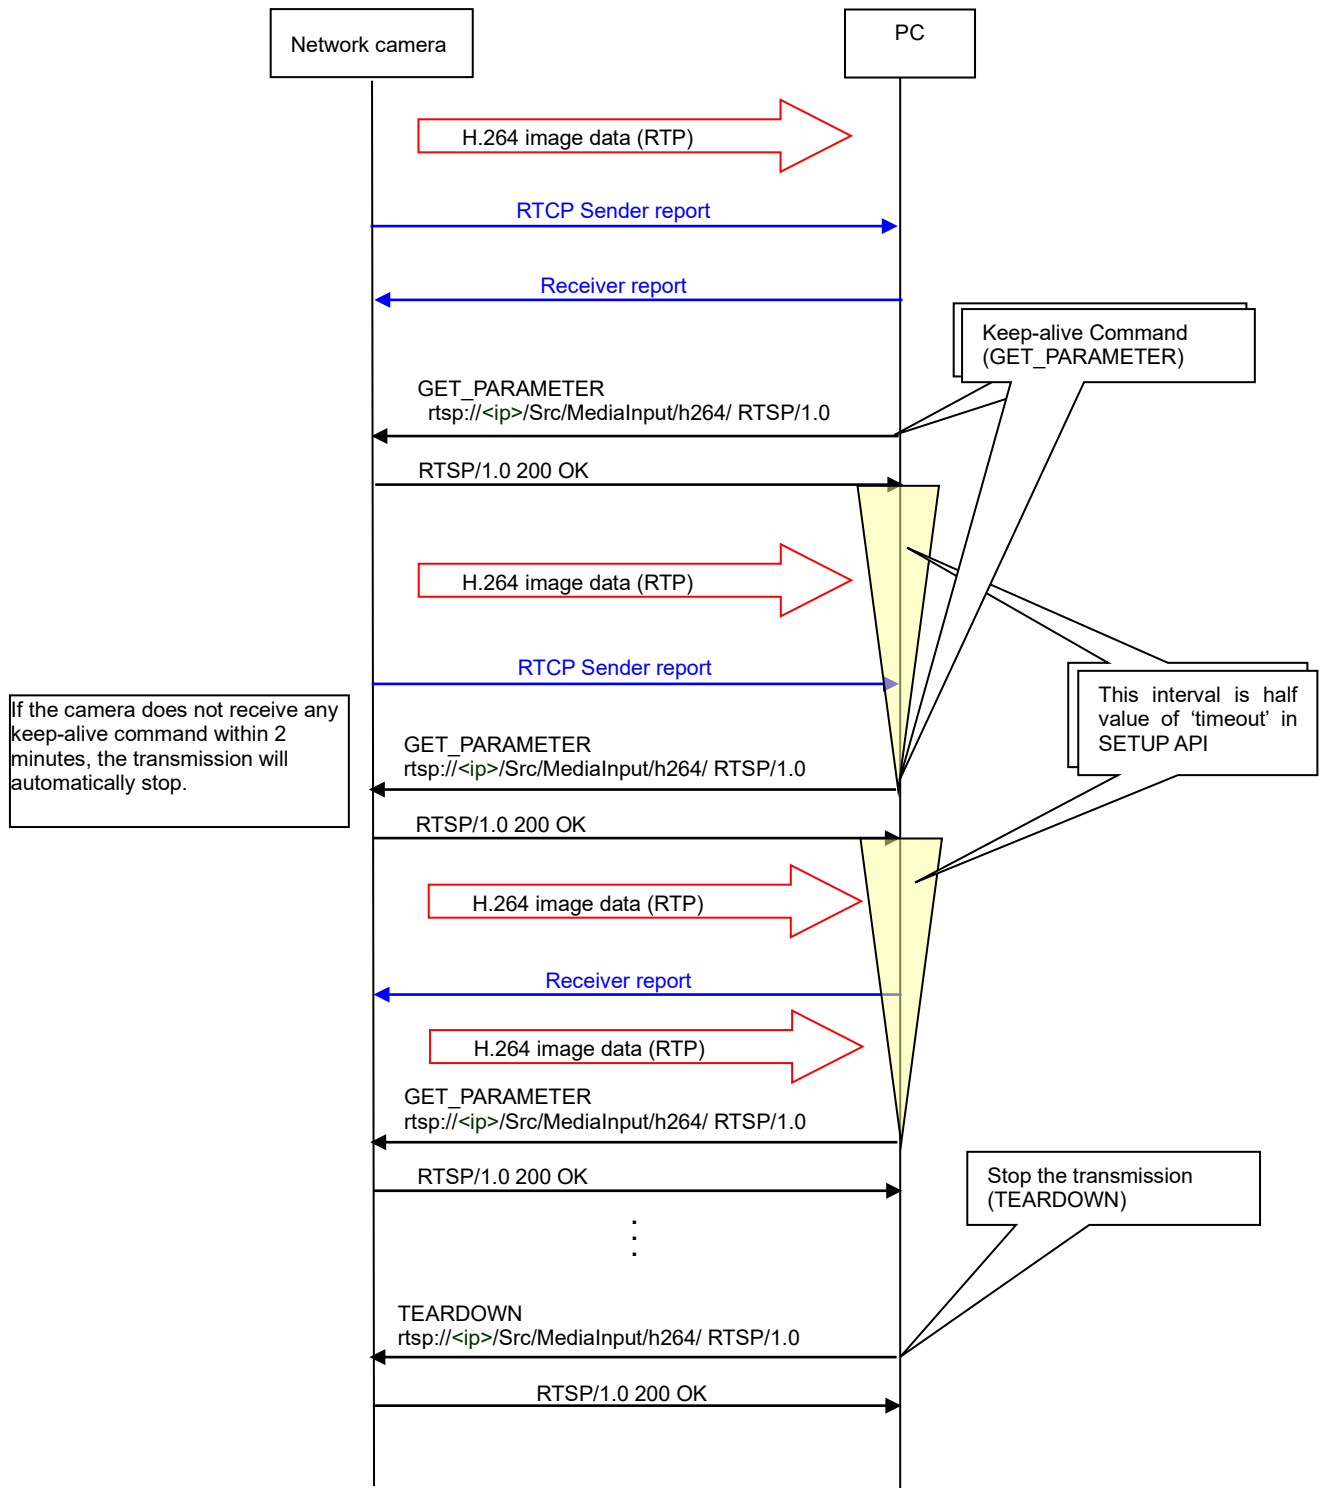 Network camera
PC
H.264 image data (RTP)
RTCP Sender report
Receiver report
Keep-alive Command
(GET_PARAMETER)
GET_PARAMETER
rtsp://<ip>/Src/MediaInput/h264/ RTSP/1.0
RTSP/1.0 200 OK
H.264 image data (RTP)
RTCP Sender report
This interval is half
value of ‘timeout’ in
SETUP API
If the camera does not receive any
keep-alive command within 2
minutes, the transmission will
automatically stop.
GET_PARAMETER
rtsp://<ip>/Src/MediaInput/h264/ RTSP/1.0
RTSP/1.0 200 OK
H.264 image data (RTP)
Receiver report
H.264 image data (RTP)
GET_PARAMETER
rtsp://<ip>/Src/MediaInput/h264/ RTSP/1.0
RTSP/1.0 200 OK
Stop the transmission
(TEARDOWN)
TEARDOWN
rtsp://<ip>/Src/MediaInput/h264/ RTSP/1.0
RTSP/1.0 200 OK